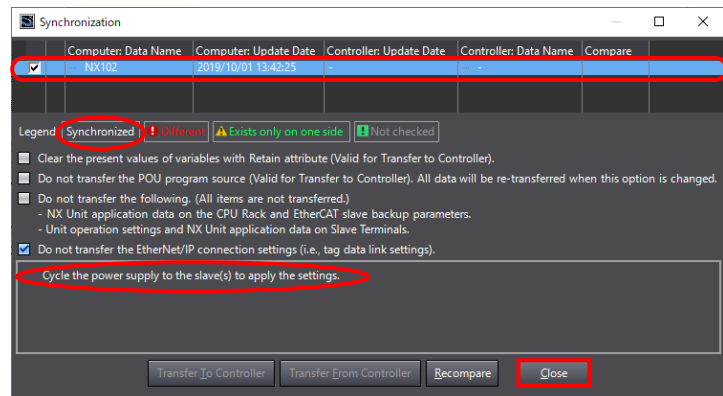 Synchronization
Computer: Data Name Computer: Update Date Controller: Update Date Controller: Data Name Compare
NX102 2019/10/01 13:42:25 - -
Legend Synchronized Different Exists only on one side Not checked
Clear the present values of variables with Retain attribute (Valid for Transfer to Controller).
Do not transfer the POU program source (Valid for Transfer to Controller). All data will be re-transferred when this option is changed.
Do not transfer the following. (All items are not transferred.)
- NX Unit application data on the CPU Rack and EtherCAT slave backup parameters.
- Unit operation settings and NX Unit application data on Slave Terminals.
Do not transfer the EtherNet/IP connection settings (i.e., tag data link settings).
Cycle the power supply to the slave(s) to apply the settings.
Transfer To Controller Transfer From Controller Recompare Close